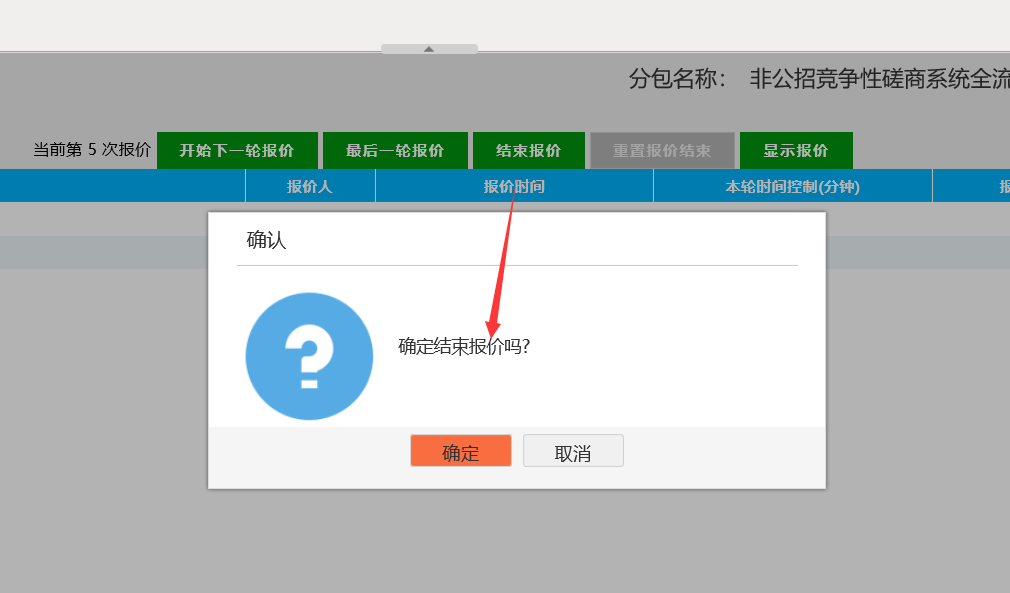 分包名称： 非公招竞争性磋商系统全流
当前第 5 次报价 开始下一轮报价 最后一轮报价 结束报价 重置报价结束 显示报价
报价人 报价时间 本轮时间控制(分钟)
确认
确定结束报价吗?
确定 取消